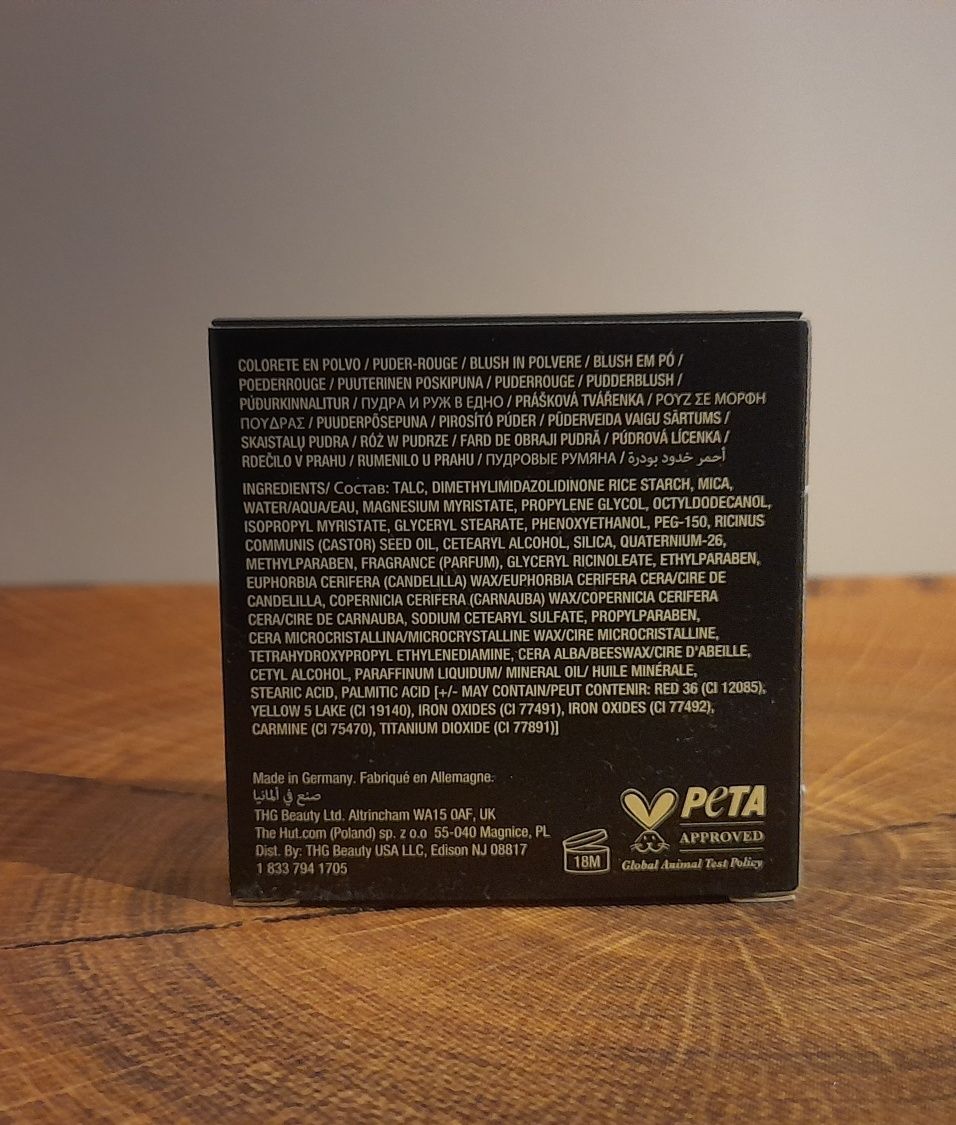 COLORETE EN POLVO / PUDER-ROUGE / BLUSH IN POLVERE / BLUSH EM PÓ /
POEDERROUGE / PUUTERINEN POSKIPUNA / PUDERROUGE / PUDDERBLUSH /
PÚÐURKINNALITUR / ПУДРА И РУЖ В ЕДНО / PRÁŠKOVÁ TVÁŘENKA / ΡΟΥΖ ΣΕ ΜΟΡΦΗ
ΠΟΥΔΡΑΣ / PUUDERPÕSEPUNA / PIROSÍTÓ PÚDER / PŪDERVEIDA VAIGU SĀRTUMS /
SKAISTALŲ PUDRA / RÓŻ W PUDRZE / FARD DE OBRAJI PUDRĂ / PÚDROVÁ LÍCENKA /
RDEČILO V PRAHU / RUMENILO U PRAHU / ПУДРОВЫЕ РУМЯНА / أحمر خدود بودرة
INGREDIENTS/ Состав: TALC, DIMETHYLIMIDAZOLIDINONE RICE STARCH, MICA,
WATER/AQUA/EAU, MAGNESIUM MYRISTATE, PROPYLENE GLYCOL, OCTYLDODECANOL,
ISOPROPYL MYRISTATE, GLYCERYL STEARATE, PHENOXYETHANOL, PEG-150, RICINUS
COMMUNIS (CASTOR) SEED OIL, CETEARYL ALCOHOL, SILICA, QUATERNIUM-26,
METHYLPARABEN, FRAGRANCE (PARFUM), GLYCERYL RICINOLEATE, ETHYLPARABEN,
EUPHORBIA CERIFERA (CANDELILLA) WAX/EUPHORBIA CERIFERA CERA/CIRE DE
CANDELILLA, COPERNICIA CERIFERA (CARNAUBA) WAX/COPERNICIA CERIFERA
CERA/CIRE DE CARNAUBA, SODIUM CETEARYL SULFATE, PROPYLPARABEN,
CERA MICROCRISTALLINA/MICROCRYSTALLINE WAX/CIRE MICROCRISTALLINE,
TETRAHYDROXYPROPYL ETHYLENEDIAMINE, CERA ALBA/BEESWAX/CIRE D'ABEILLE,
CETYL ALCOHOL, PARAFFINUM LIQUIDUM/ MINERAL OIL/ HUILE MINÉRALE,
STEARIC ACID, PALMITIC ACID [+/- MAY CONTAIN/PEUT CONTENIR: RED 36 (CI 12085),
YELLOW 5 LAKE (CI 19140), IRON OXIDES (CI 77491), IRON OXIDES (CI 77492),
CARMINE (CI 75470), TITANIUM DIOXIDE (CI 77891)]
Made in Germany. Fabriqué en Allemagne.
صنع في ألمانيا
THG Beauty Ltd. Altrincham WA15 0AF, UK
The Hut.com (Poland) sp. z o.o 55-040 Magnice, PL
Dist. By: THG Beauty USA LLC, Edison NJ 08817
1 833 794 1705
18M
PETA
APPROVED
Global Animal Test Policy